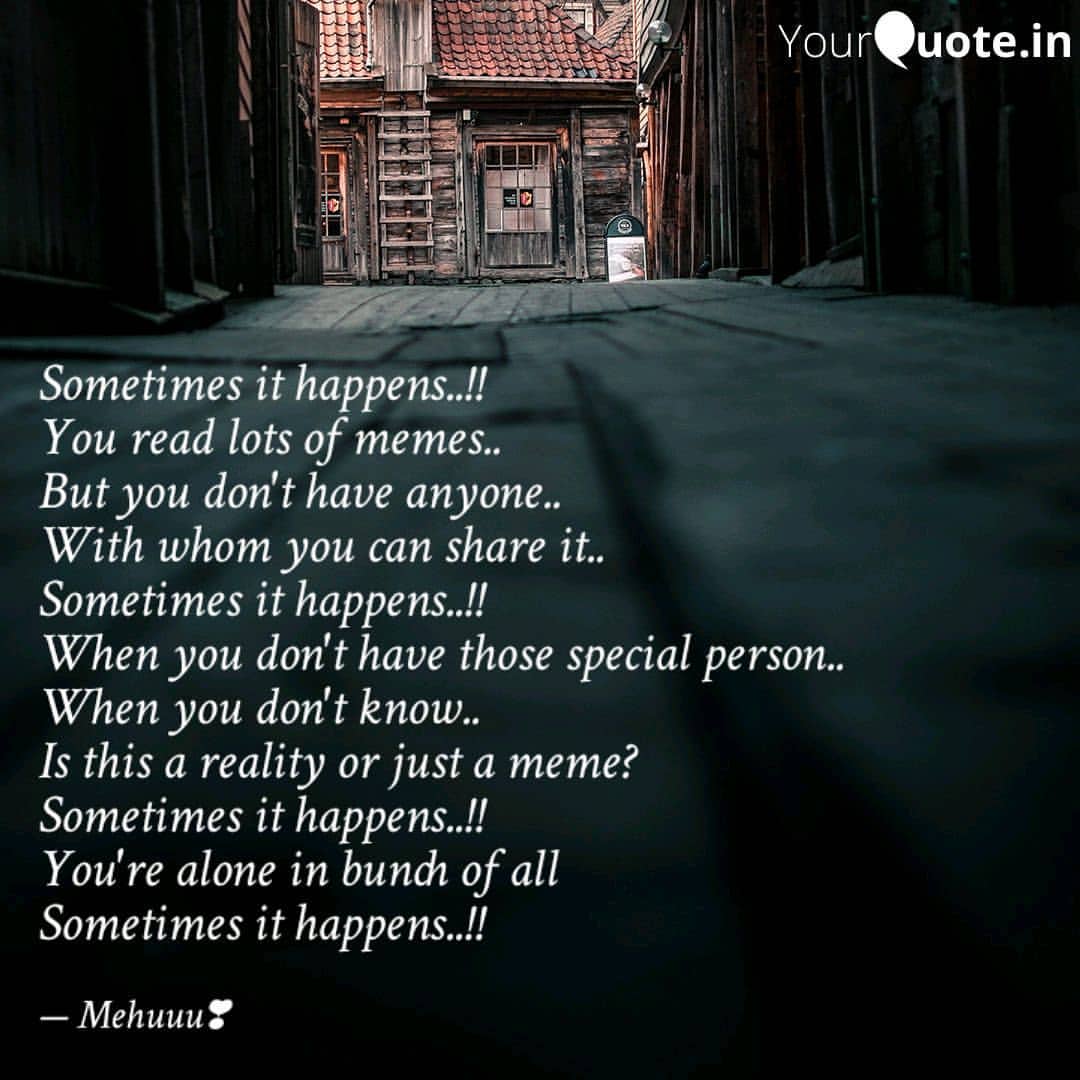 YourQuote.in
Sometimes it happens..!!
You read lots of memes..
But you don't have anyone..
With whom you can share it..
Sometimes it happens..!!
When you don't have those special person..
When you don't know..
Is this a reality or just a meme?
Sometimes it happens..!!
You're alone in bunch of all
Sometimes it happens..!!
— Mehuuu❣